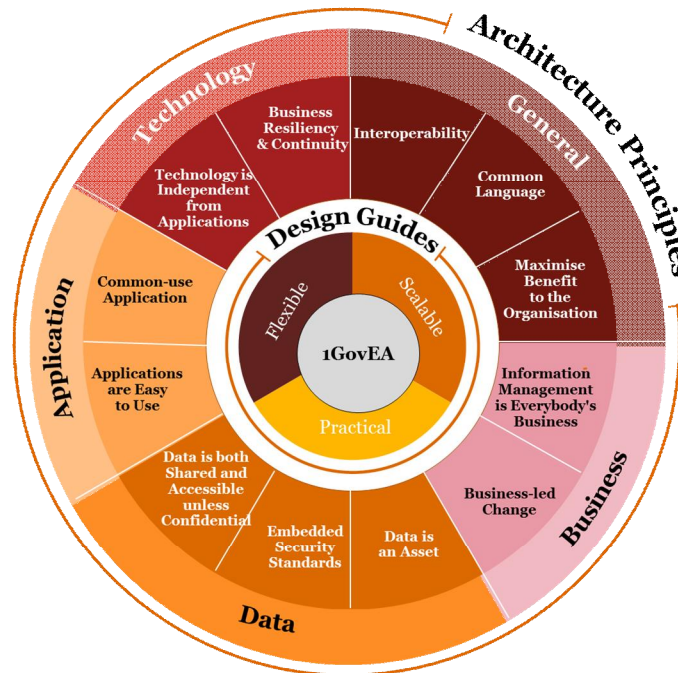 Architecture Principles
General
Interoperability
Common
Language
Maximise
Benefit
to the
Organisation
Business
Information
Management
is Everybody's
Business
Business-led
Change
Data
Data is
an Asset
Embedded
Security
Standards
Data is both
Shared and
Accessible
unless
Confidential
Application
Applications
are Easy
to Use
Common-use
Application
Technology
Technology is
Independent
from
Applications
Business
Resiliency
& Continuity
Design Guides
Flexible
Scalable
Practical
1GovEA